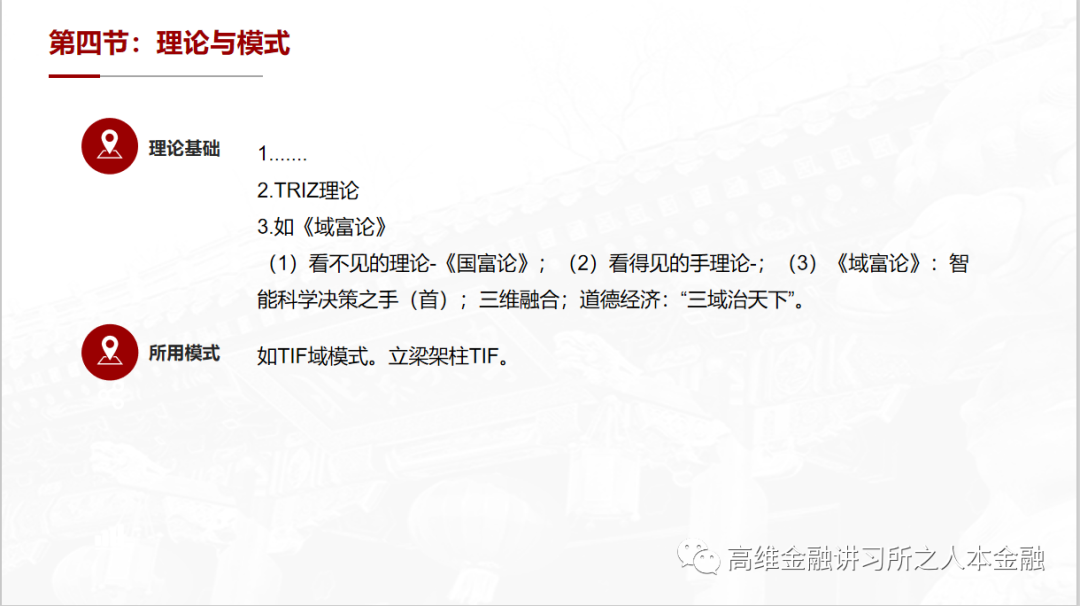 第四节：理论与模式
理论基础
1.......
2.TRIZ理论
3.如《域富论》
（1）看不见的理论-《国富论》；（2）看得见的手理论-；（3）《域富论》：智
能科学决策之手（首）；三维融合；道德经济：“三域治天下”。
所用模式
如TIF域模式。立梁架柱TIF。
高维金融讲习所之人本金融